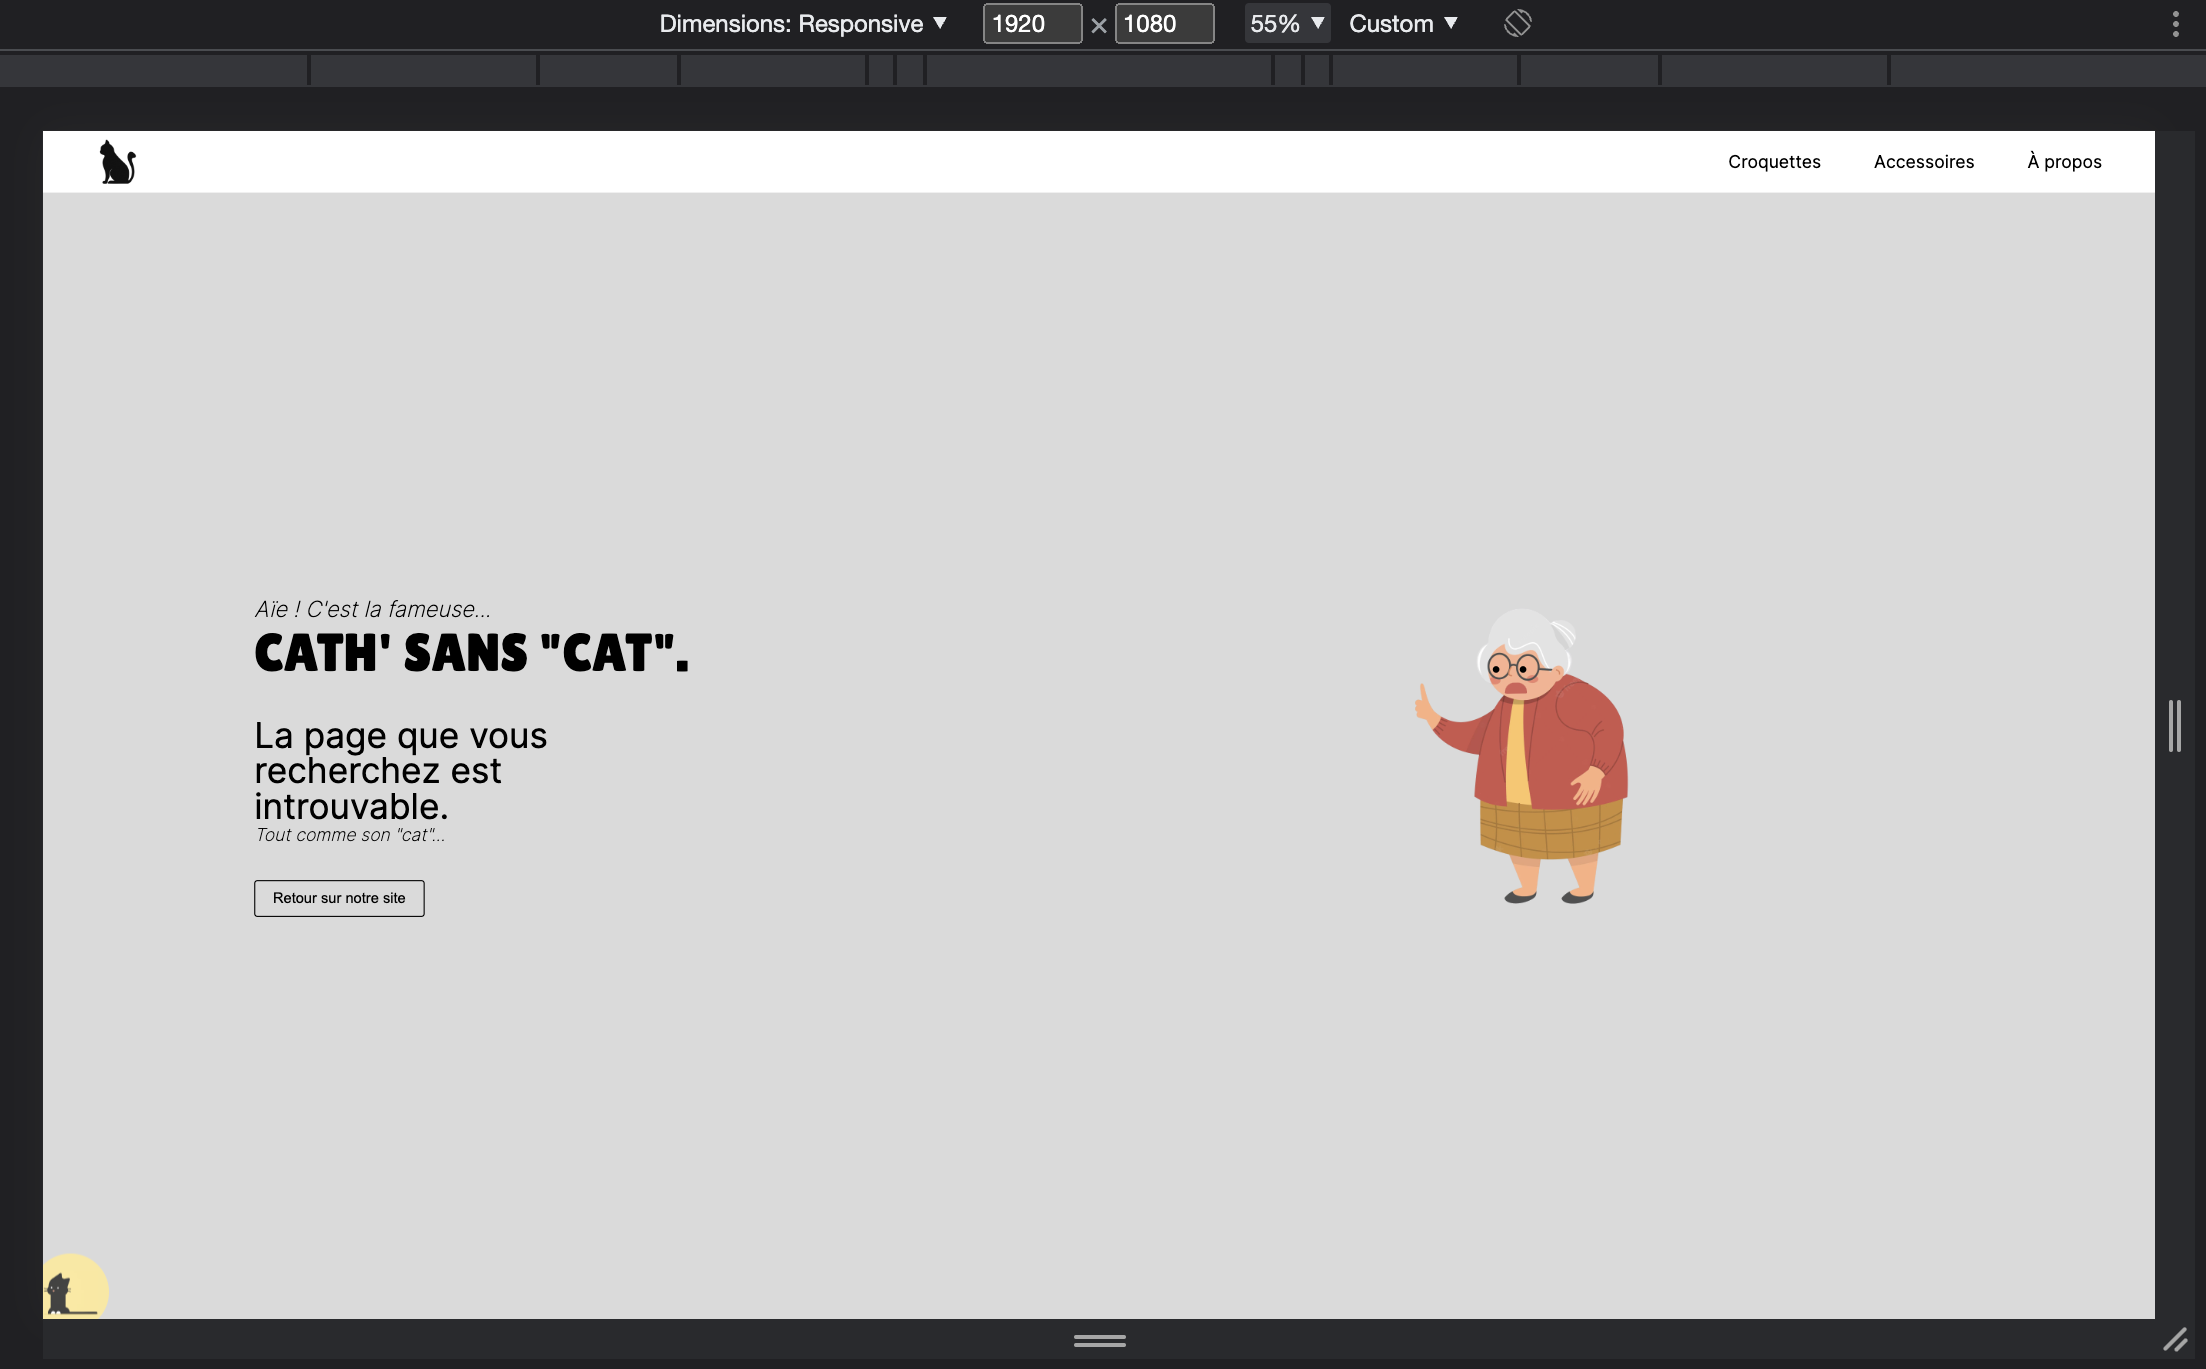 Dimensions: Responsive ▼ 1920 × 1080 55% ▼ Custom ▼
Croquettes Accessoires À propos
Aïe ! C'est la fameuse...
CATH' SANS "CAT".
La page que vous
recherchez est
introuvable.
Tout comme son "cat"...
Retour sur notre site